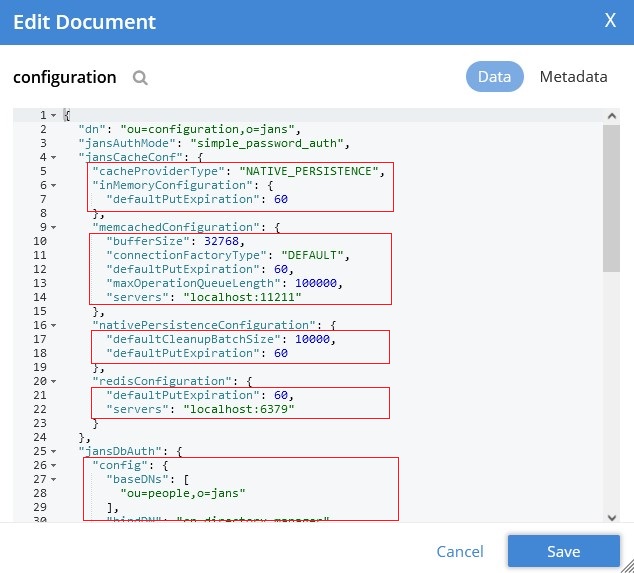 Edit Document X
configuration Data Metadata
1 {
2 "dn": "ou=configuration,o=jans",
3 "jansAuthMode": "simple_password_auth",
4 "jansCacheConf": {
5 "cacheProviderType": "NATIVE_PERSISTENCE",
6 "inMemoryConfiguration": {
7 "defaultPutExpiration": 60
8 },
9 "memcachedConfiguration": {
10 "bufferSize": 32768,
11 "connectionFactoryType": "DEFAULT",
12 "defaultPutExpiration": 60,
13 "maxOperationQueueLength": 100000,
14 "servers": "localhost:11211"
15 },
16 "nativePersistenceConfiguration": {
17 "defaultCleanupBatchSize": 10000,
18 "defaultPutExpiration": 60
19 },
20 "redisConfiguration": {
21 "defaultPutExpiration": 60,
22 "servers": "localhost:6379"
23 }
24 },
25 "jansDbAuth": {
26 "config": {
27 "baseDNs": [
28 "ou=people,o=jans"
29 ],
30 "bindDN": "cn=directory manager"
Cancel Save